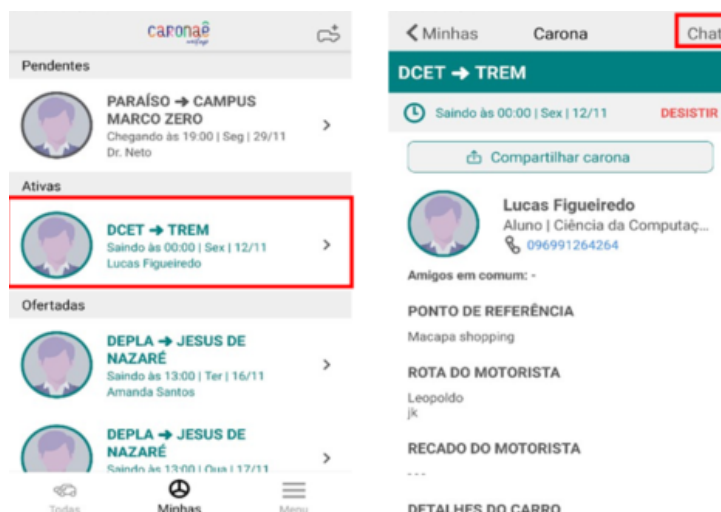 caronaê
unifap
Pendentes
PARAÍSO → CAMPUS
MARCO ZERO
Chegando às 19:00 | Seg | 29/11
Dr. Neto
Ativas
DCET → TREM
Saindo às 00:00 | Sex | 12/11
Lucas Figueiredo
Ofertadas
DEPLA → JESUS DE
NAZARÉ
Saindo às 13:00 | Ter | 16/11
Amanda Santos
DEPLA → JESUS DE
NAZARÉ
Saindo às 13:00 | Qua | 17/11
Todas
Minhas
Menu
Minhas
Carona
Chat
DCET → TREM
Saindo às 00:00 | Sex | 12/11
DESISTIR
Compartilhar carona
Lucas Figueiredo
Aluno | Ciência da Computaç...
096991264264
Amigos em comum: -
PONTO DE REFERÊNCIA
Macapa shopping
ROTA DO MOTORISTA
Leopoldo
jk
RECADO DO MOTORISTA
- - -
DETALHES DO CARRO